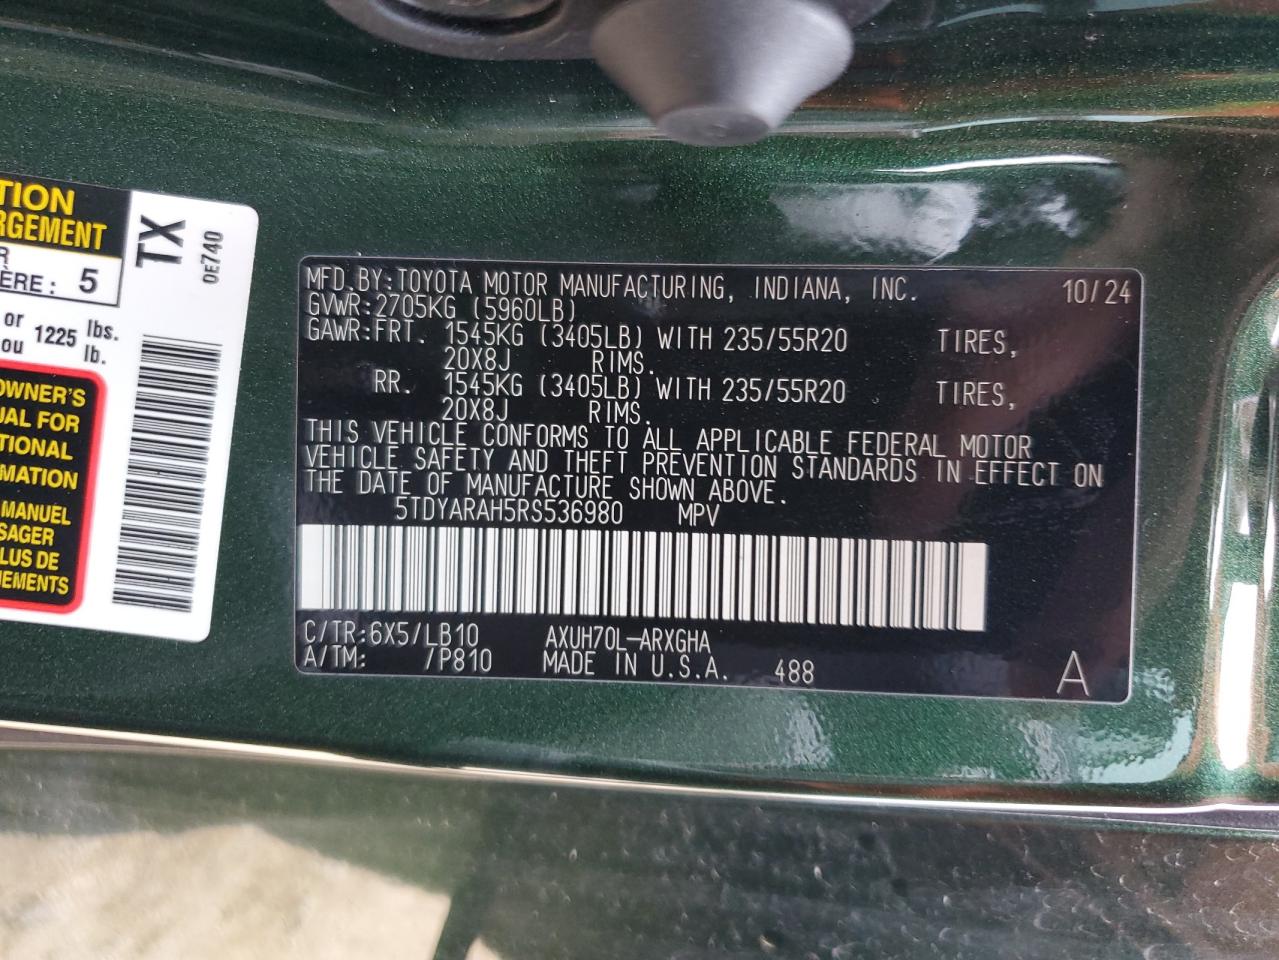 TION
RGEMENT
R
ÈRE: 5
or 1225 lbs.
ou lb.
OWNER'S
UAL FOR
TIONAL
MATION
MANUEL
SAGER
LUS DE
NEMENTS
TX
DE740
MFD.BY:TOYOTA MOTOR MANUFACTURING, INDIANA, INC. 10/24
GVWR:2705KG (5960LB)
GAWR:FRT. 1545KG (3405LB) WITH 235/55R20 TIRES,
20X8J RIMS.
RR. 1545KG (3405LB) WITH 235/55R20 TIRES,
20X8J RIMS.
THIS VEHICLE CONFORMS TO ALL APPLICABLE FEDERAL MOTOR
VEHICLE SAFETY AND THEFT PREVENTION STANDARDS IN EFFECT ON
THE DATE OF MANUFACTURE SHOWN ABOVE.
5TDYARAH5RS536980 MPV
C/TR:6X5/LB10 AXUH70L-ARXGHA
A/TM: /P810 MADE IN U.S.A. 488 A